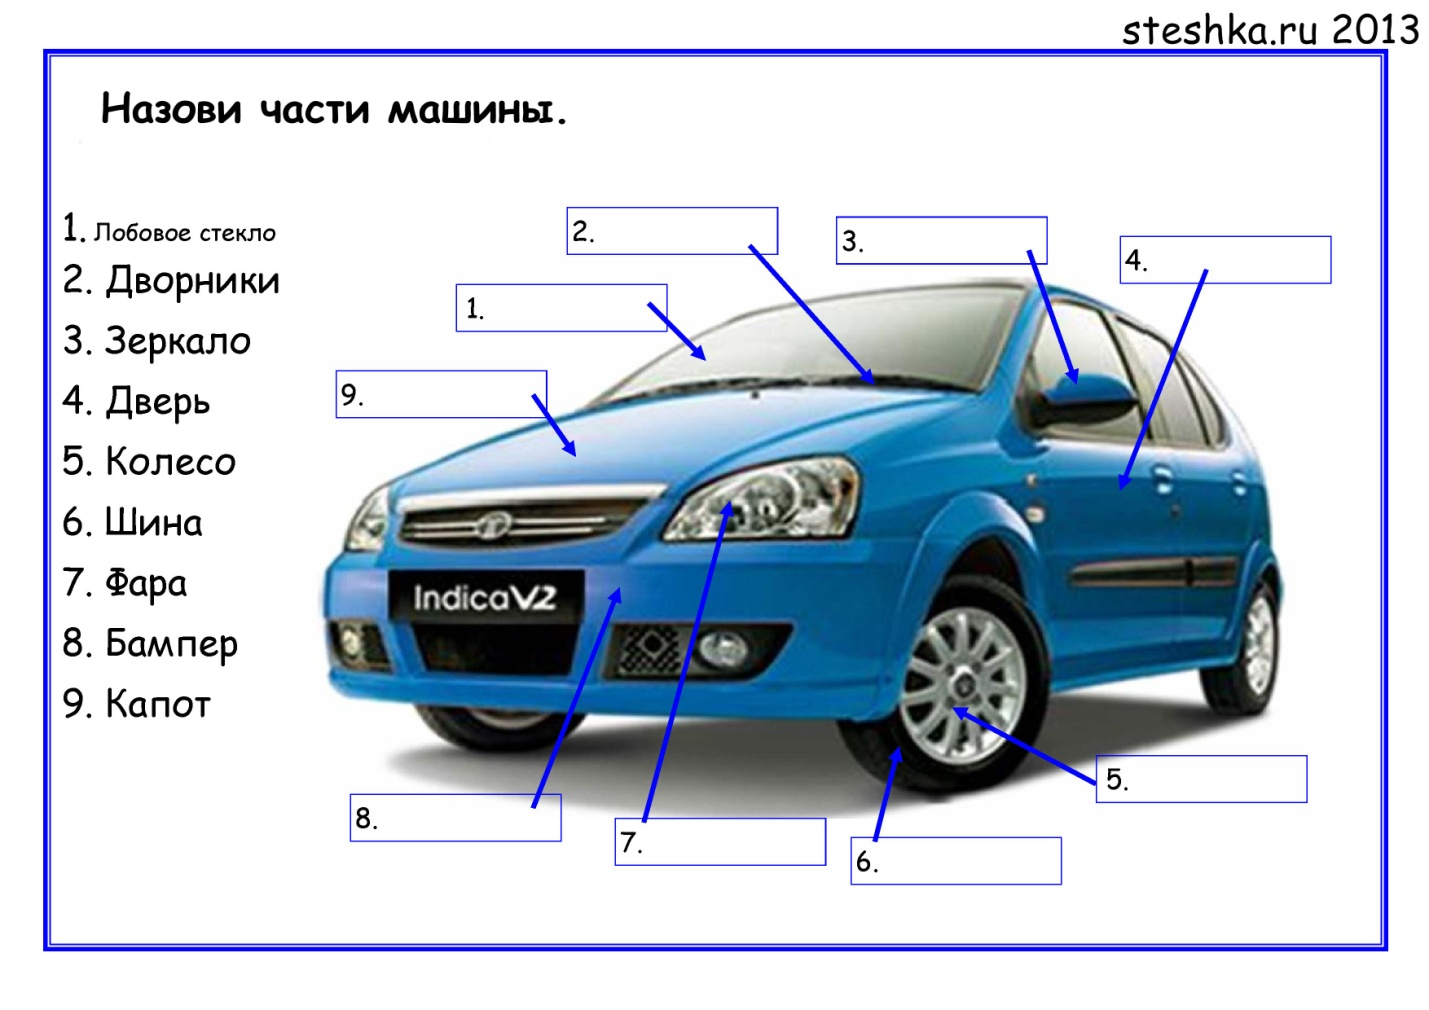 steshka.ru 2013
Назови части машины.
1. Лобовое стекло
2. Дворники
3. Зеркало
4. Дверь
5. Колесо
6. Шина
7. Фара
8. Бампер
9. Капот
2.
3.
4.
1.
9.
IndicaV2
5.
8.
7.
6.